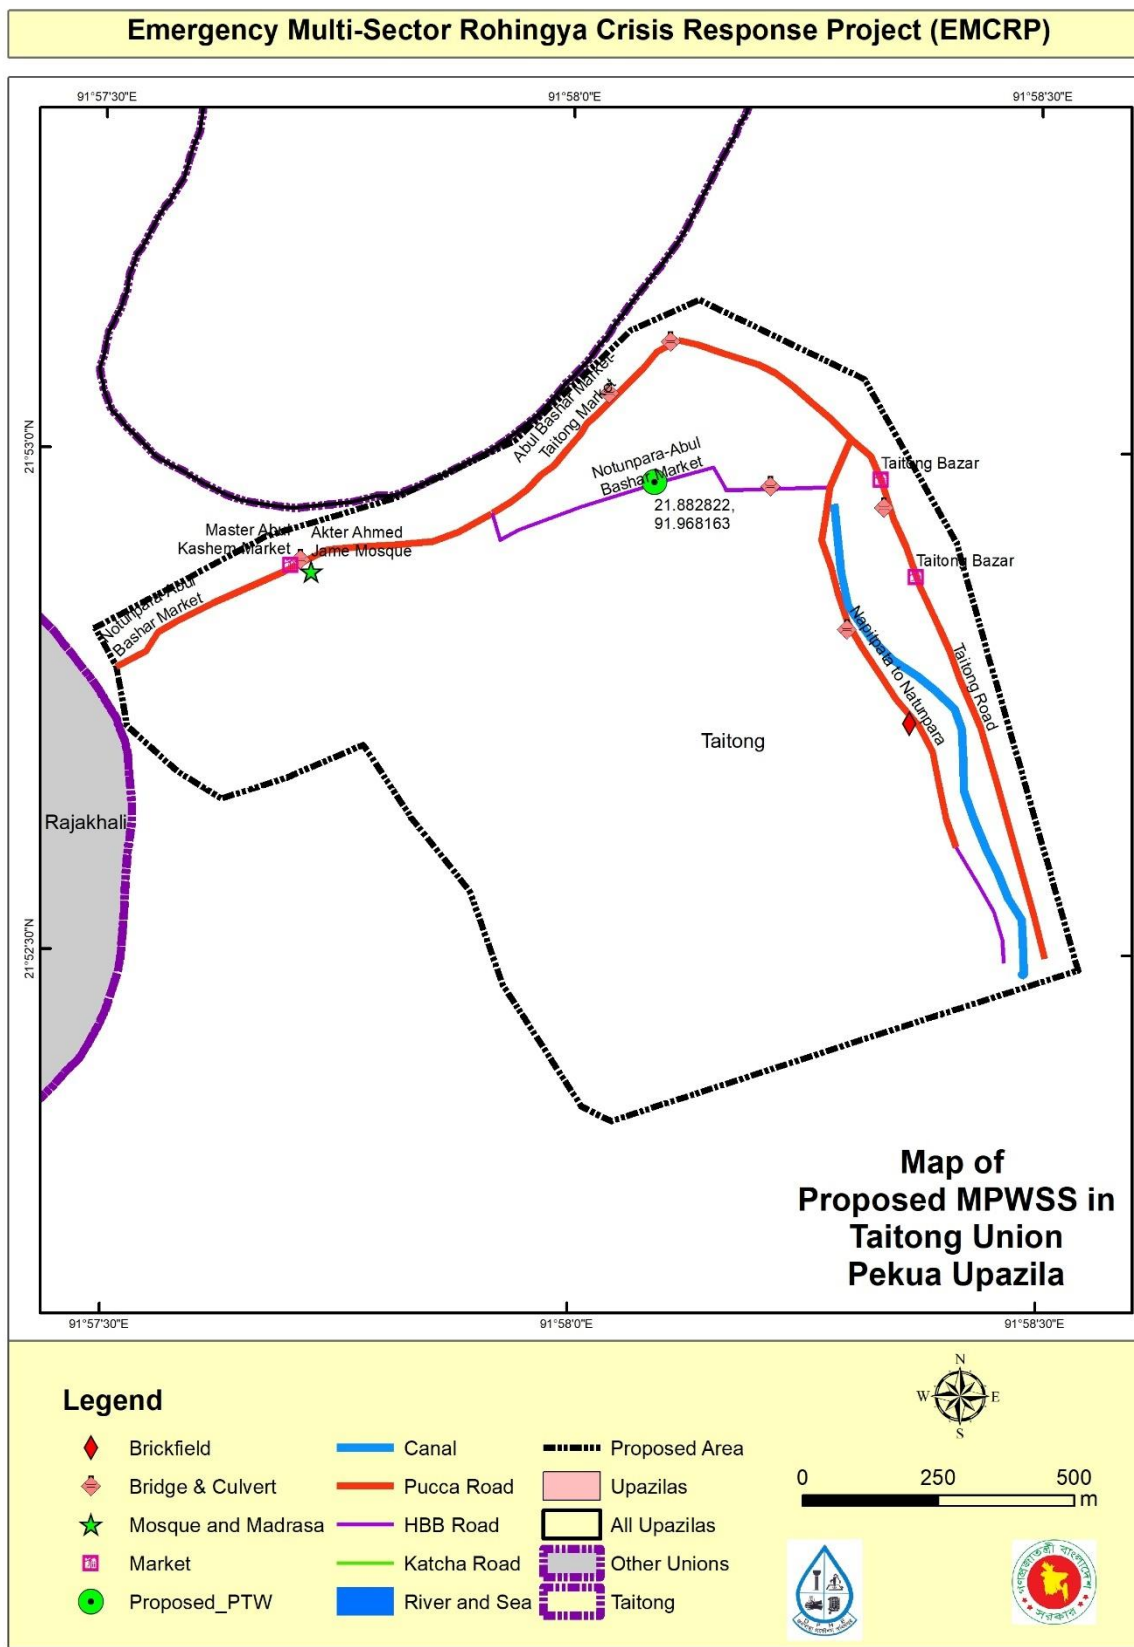 Emergency Multi-Sector Rohingya Crisis Response Project (EMCRP)
91°57'30"E
91°58'0"E
91°58'30"E
21°53'0"N
21°52'30"N
Abul Bashar Market-
Taitong Market
Notunpara-Abul
Bashar Market
21.882822,
91.968163
Taitong Bazar
Master Abul
Kashem Market
Akter Ahmed
Jame Mosque
Taitong Bazar
Notunpara-Abul
Bashar Market
Napitpata to Natunpara
Taitong Road
Taitong
Rajakhali
Map of
Proposed MPWSS in
Taitong Union
Pekua Upazila
91°57'30"E
91°58'0"E
91°58'30"E
Legend
Brickfield
Bridge & Culvert
Mosque and Madrasa
Market
Proposed_PTW
Canal
Pucca Road
HBB Road
Katcha Road
River and Sea
Proposed Area
Upazilas
All Upazilas
Other Unions
Taitong
N
W
E
S
0 250 500
m
D P H E
গণপ্রজাতন্ত্রী বাংলাদেশ
সরকার